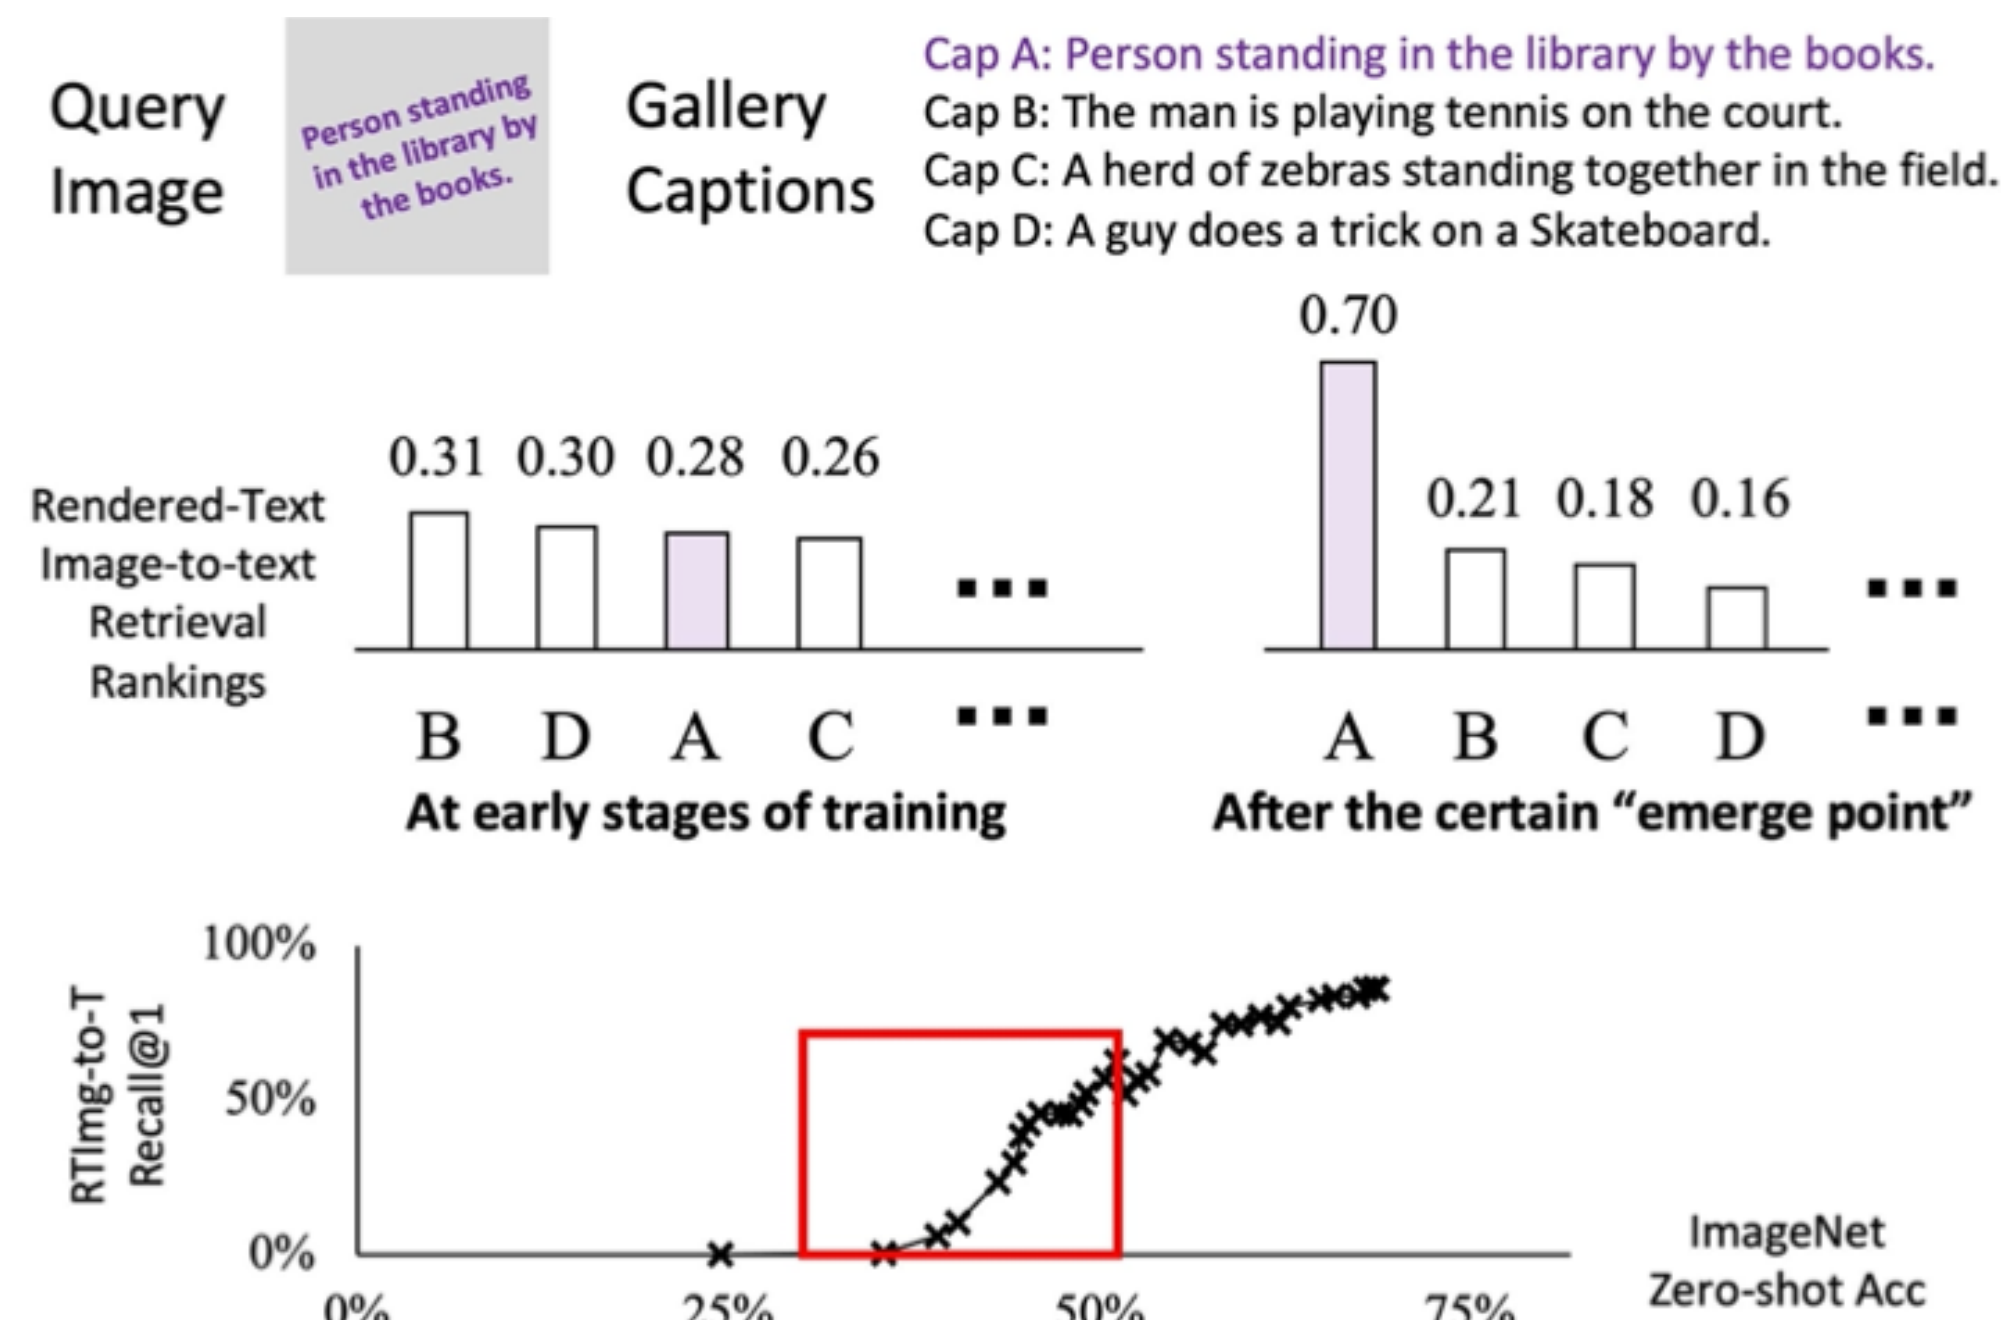 Query
Image
Person standing
in the library by
the books.
Gallery
Captions
Cap A: Person standing in the library by the books.
Cap B: The man is playing tennis on the court.
Cap C: A herd of zebras standing together in the field.
Cap D: A guy does a trick on a Skateboard.
Rendered-Text
Image-to-text
Retrieval
Rankings
0.31 0.30 0.28 0.26
B D A C
At early stages of training
0.70
0.21 0.18 0.16
A B C D
After the certain “emerge point”
RTImg-to-T
Recall@1
100%
50%
0%
0% 25% 50% 75%
ImageNet
Zero-shot Acc